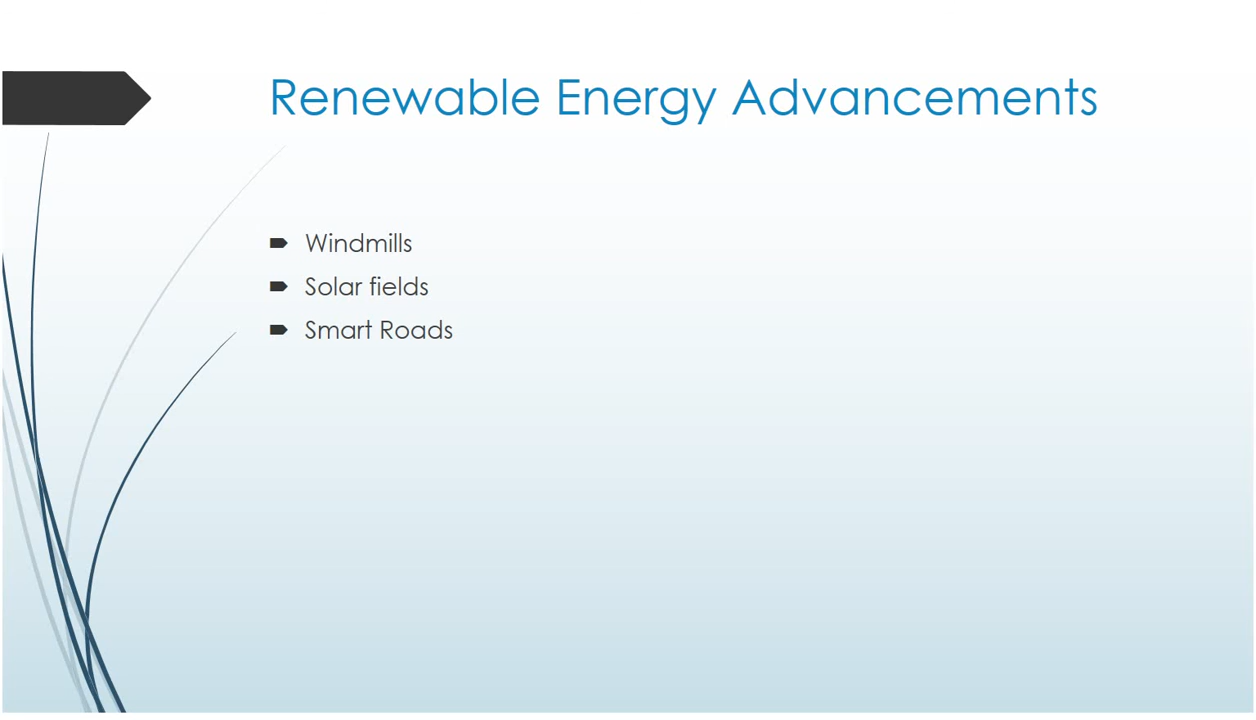 Renewable Energy Advancements
Windmills
Solar fields
Smart Roads